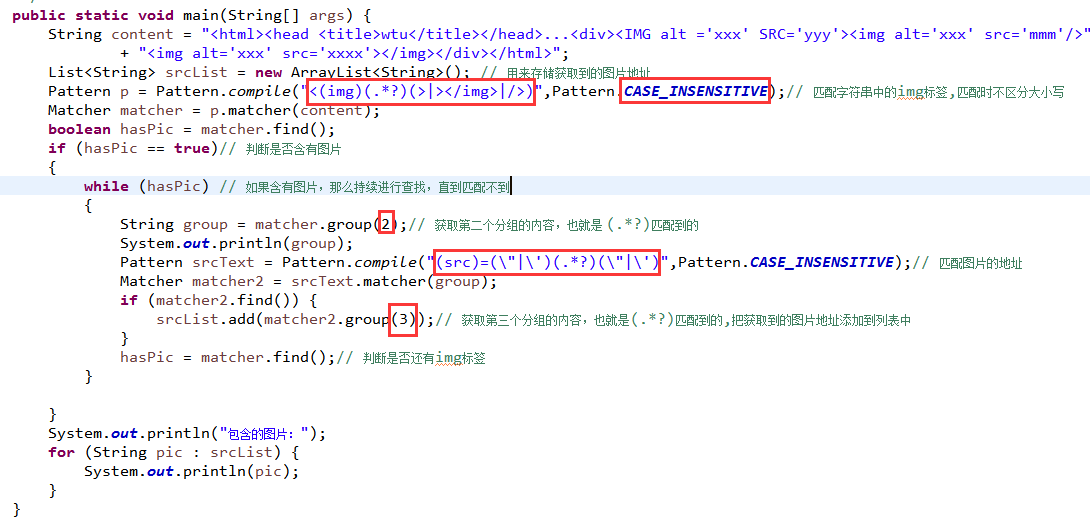 public static void main(String[] args) {
String content = "<html><head <title>wtu</title></head>...<div><IMG alt ='xxx' SRC='yyy'><img alt='xxx' src='mmm'/>"
+ "<img alt='xxx' src='xxxx'></img></div></html>";
List<String> srcList = new ArrayList<String>(); // 用来存储获取到的图片地址
Pattern p = Pattern.compile("<(img)(.*?)(>|></img>|/>)",Pattern.CASE_INSENSITIVE);// 匹配字符串中的img标签,匹配时不区分大小写
Matcher matcher = p.matcher(content);
boolean hasPic = matcher.find();
if (hasPic == true)// 判断是否含有图片
{
while (hasPic) // 如果含有图片，那么持续进行查找，直到匹配不到
{
String group = matcher.group(2);// 获取第二个分组的内容，也就是 (.*?)匹配到的
System.out.println(group);
Pattern srcText = Pattern.compile("(src)=(\"|\')(.*?)(\"|\')",Pattern.CASE_INSENSITIVE);// 匹配图片的地址
Matcher matcher2 = srcText.matcher(group);
if (matcher2.find()) {
srcList.add(matcher2.group(3));// 获取第三个分组的内容，也就是(.*?)匹配到的,把获取到的图片地址添加到列表中
}
hasPic = matcher.find();// 判断是否还有img标签
}
}
System.out.println("包含的图片：");
for (String pic : srcList) {
System.out.println(pic);
}
}